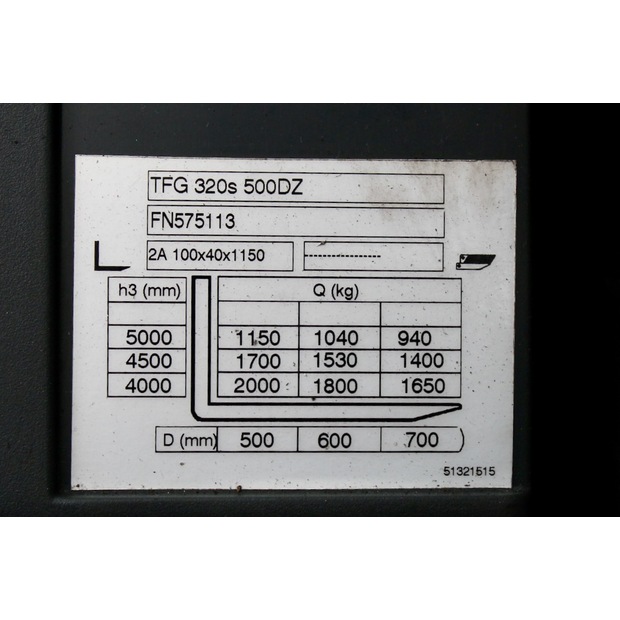 TFG 320s 500DZ
FN575113
2A 100x40x1150 --------------------
h3 (mm) Q (kg)
5000 1150 1040 940
4500 1700 1530 1400
4000 2000 1800 1650
D (mm) 500 600 700
51321515